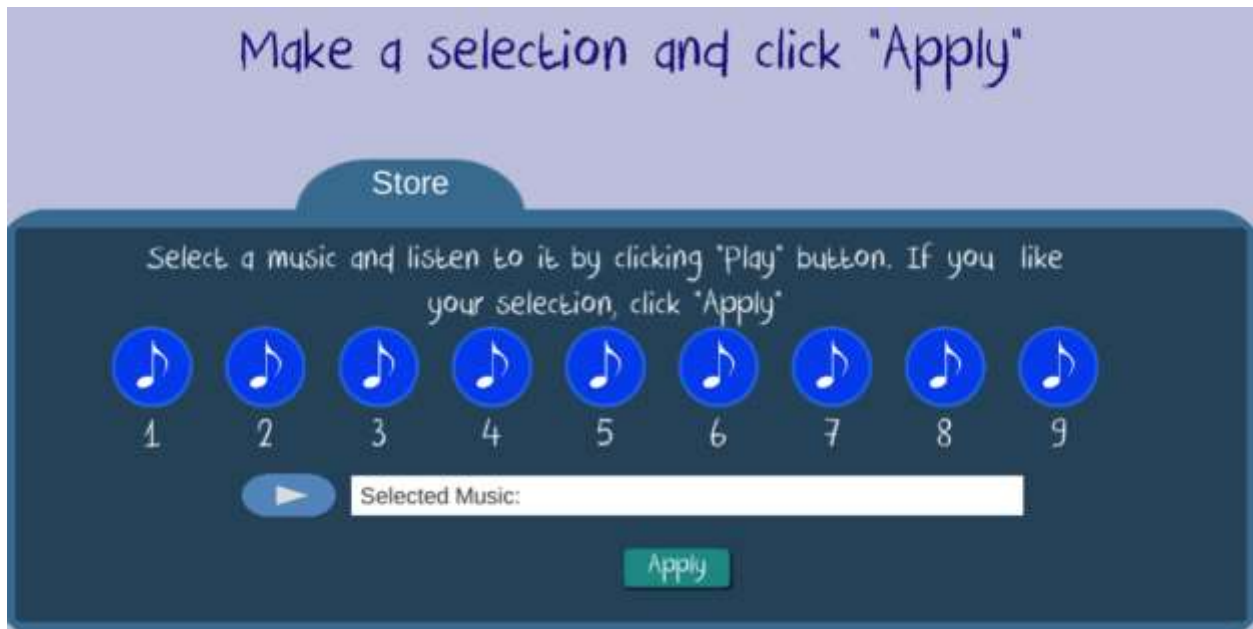 Make a selection and click "Apply"
Store
Select a music and listen to it by clicking "Play" button. If you like
your selection, click "Apply"
1 2 3 4 5 6 7 8 9
Selected Music:
Apply